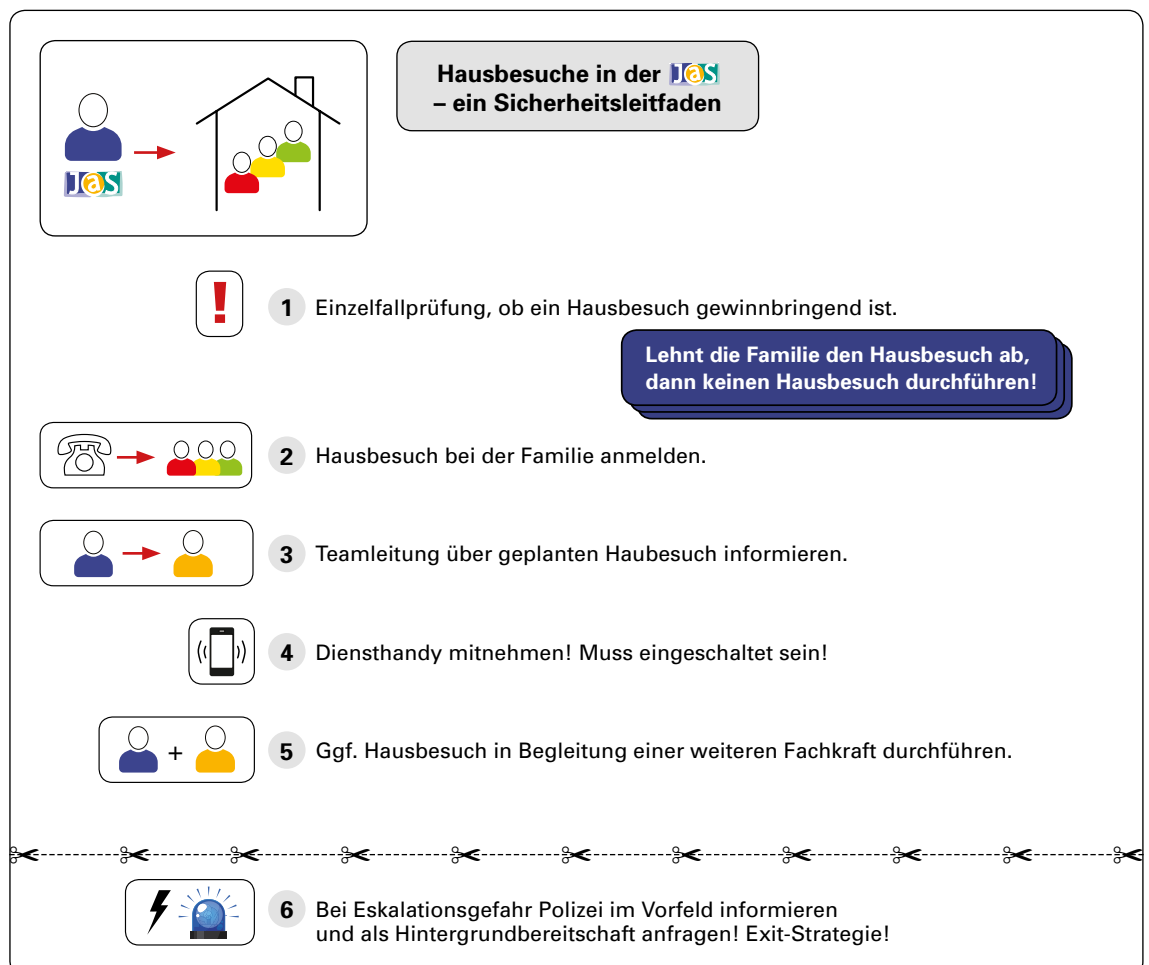 Hausbesuche in der JaS
– ein Sicherheitsleitfaden
JaS
1 Einzelfallprüfung, ob ein Hausbesuch gewinnbringend ist.
Lehnt die Familie den Hausbesuch ab,
dann keinen Hausbesuch durchführen!
2 Hausbesuch bei der Familie anmelden.
3 Teamleitung über geplanten Haubesuch informieren.
4 Diensthandy mitnehmen! Muss eingeschaltet sein!
+
5 Ggf. Hausbesuch in Begleitung einer weiteren Fachkraft durchführen.
6 Bei Eskalationsgefahr Polizei im Vorfeld informieren
und als Hintergrundbereitschaft anfragen! Exit-Strategie!